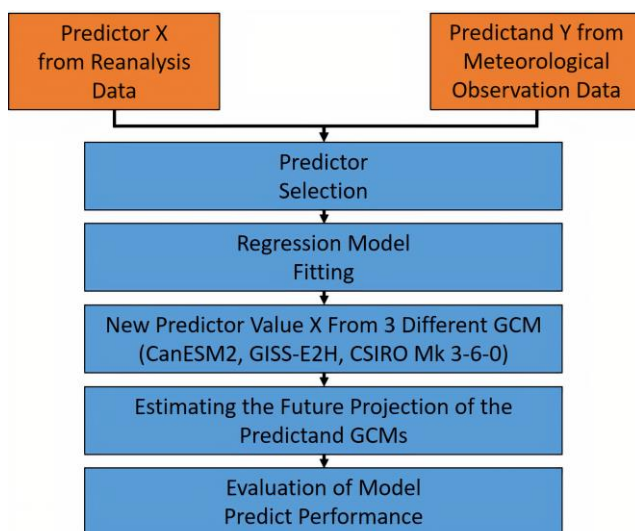 Predictor X
from Reanalysis
Data
Predictand Y from
Meteorological
Observation Data
Predictor
Selection
Regression Model
Fitting
New Predictor Value X From 3 Different GCM
(CanESM2, GISS-E2H, CSIRO Mk 3-6-0)
Estimating the Future Projection of the
Predictand GCMs
Evaluation of Model
Predict Performance